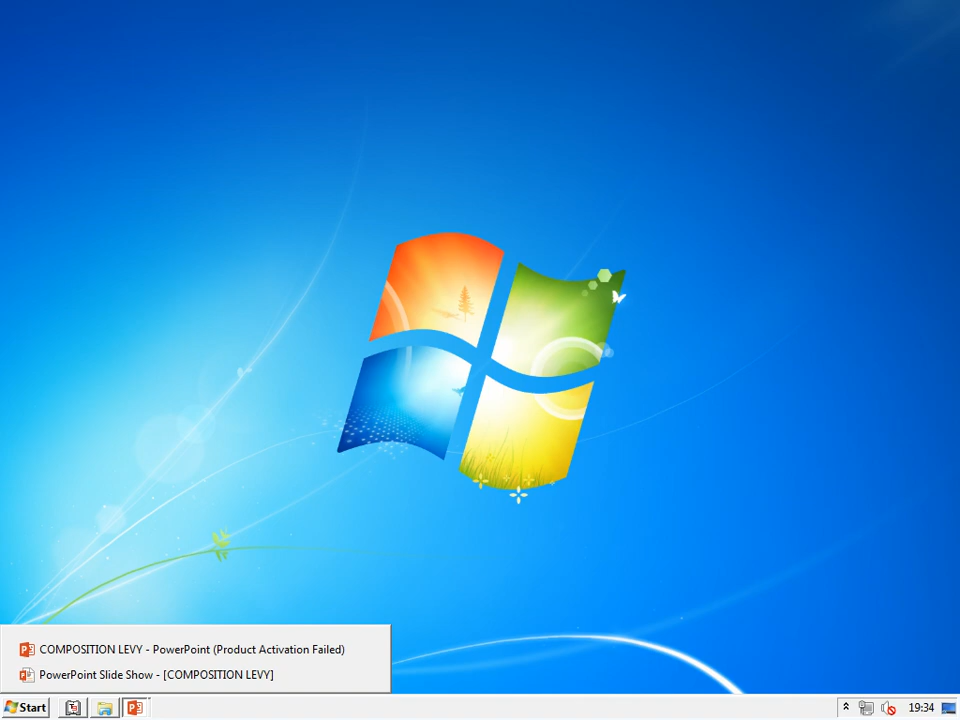 COMPOSITION LEVY - PowerPoint (Product Activation Failed)
PowerPoint Slide Show - [COMPOSITION LEVY]
Start
19:34